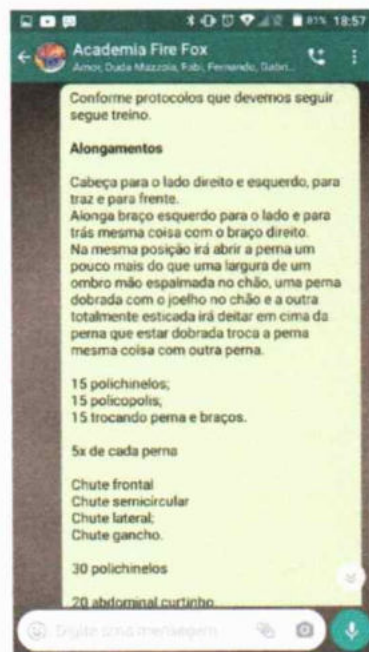 81% 18:57
Academia Fire Fox
Amor, Duda Mazzola, Fabi, Fernando, Gabri...
Conforme protocolos que devemos seguir
segue treino.
Alongamentos
Cabeça para o lado direito e esquerdo, para
traz e para frente.
Alonga braço esquerdo para o lado e para
trás mesma coisa com o braço direito.
Na mesma posição irá abrir a perna um
pouco mais do que uma largura de um
ombro mão espalmada no chão, uma perna
dobrada com o joelho no chão e a outra
totalmente esticada irá deitar em cima da
perna que estar dobrada troca a perna
mesma coisa com outra perna.
15 polichinelos;
15 policopolis;
15 trocando perna e braços.
5x de cada perna
Chute frontal
Chute semicircular
Chute lateral;
Chute gancho.
30 polichinelos
20 abdominal curtinho
Digite uma mensagem